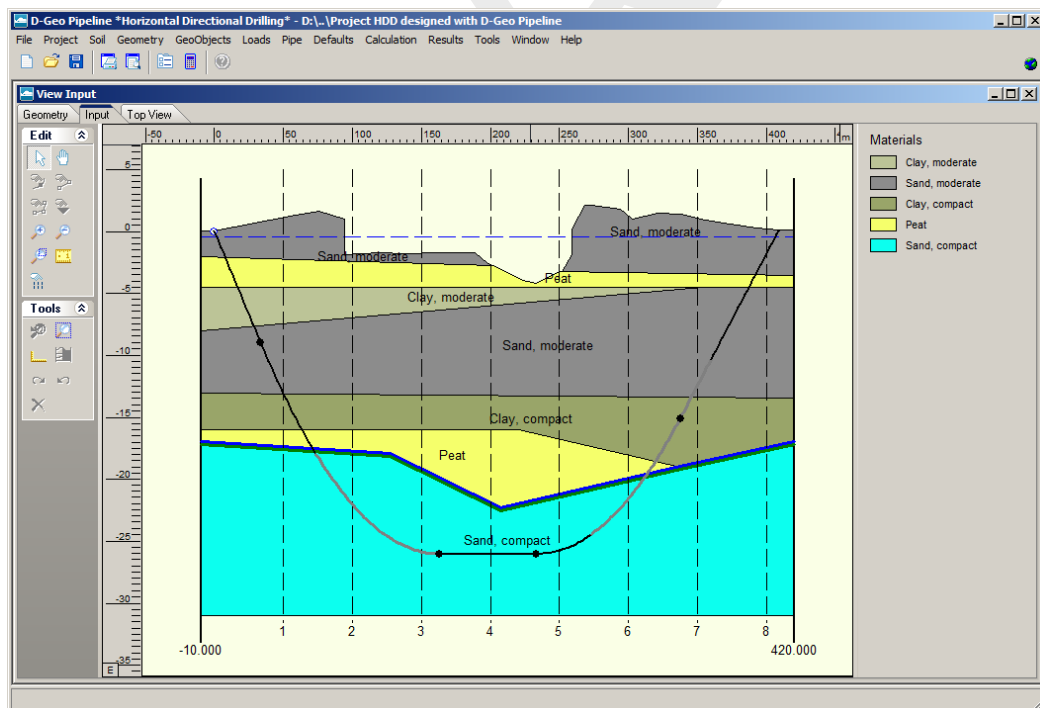 D-Geo Pipeline *Horizontal Directional Drilling* - D:\..\Project HDD designed with D-Geo Pipeline
File Project Soil Geometry GeoObjects Loads Pipe Defaults Calculation Results Tools Window Help
View Input
Geometry Input Top View
Edit
Tools
-50 0 50 100 150 200 250 300 350 400 m
5
0
-5
-10
-15
-20
-25
-30
-35
E
Sand, moderate
Sand, moderate
Peat
Clay, moderate
Sand, moderate
Clay, compact
Peat
Sand, compact
1 2 3 4 5 6 7 8
-10.000 420.000
Materials
Clay, moderate
Sand, moderate
Clay, compact
Peat
Sand, compact